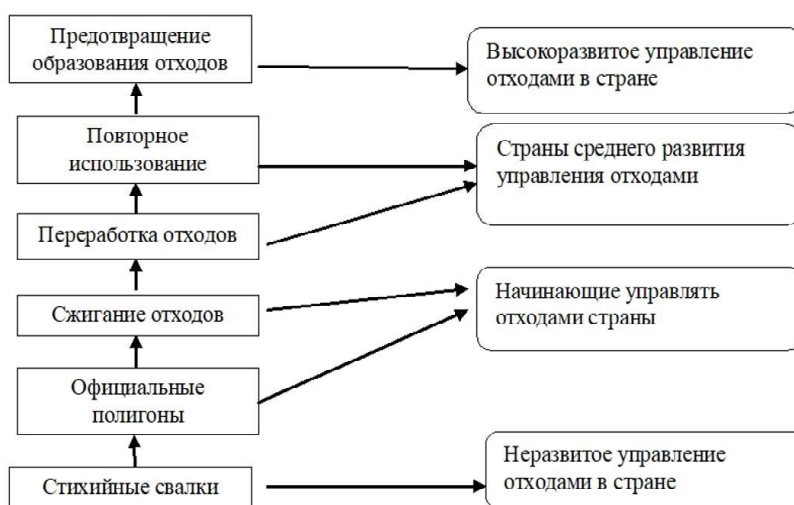 Предотвращение
образования отходов
Высокоразвитое управление
отходами в стране
Повторное
использование
Страны среднего развития
управления отходами
Переработка отходов
Сжигание отходов
Начинающие управлять
отходами страны
Официальные
полигоны
Неразвитое управление
отходами в стране
Стихийные свалки